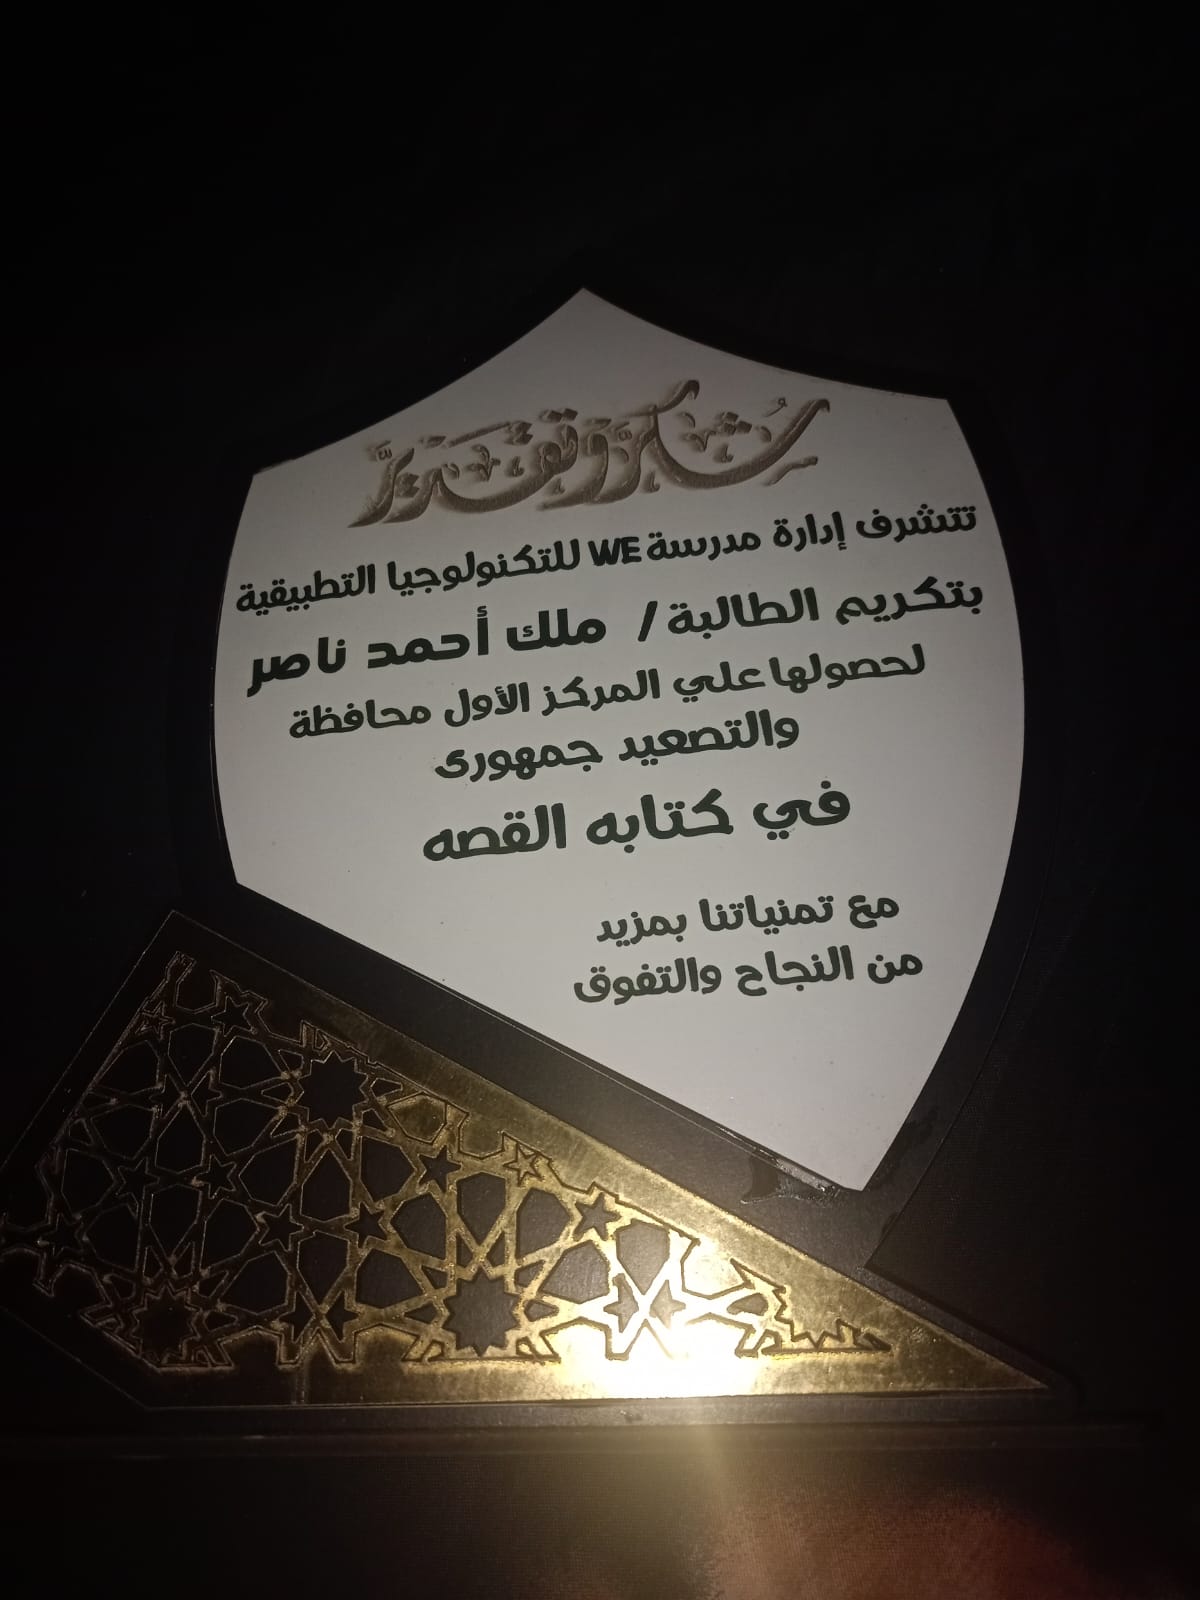 شكر وتقدير
تتشرف إدارة مدرسة WE للتكنولوجيا التطبيقية
بتكريم الطالبة / ملك أحمد ناصر
لحصولها علي المركز الأول محافظة
والتصعيد جمهورى
في كتابه القصه
مع تمنياتنا بمزيد
من النجاح والتفوق